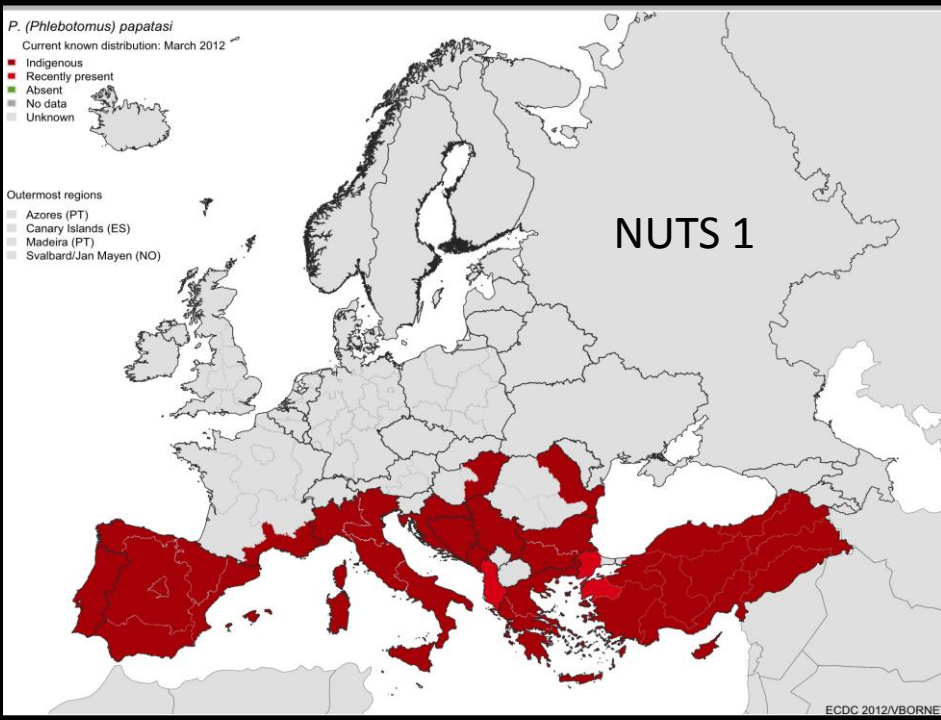 P. (Phlebotomus) papatasi
Current known distribution: March 2012
Indigenous
Recently present
Absent
No data
Unknown
Outermost regions
Azores (PT)
Canary Islands (ES)
Madeira (PT)
Svalbard/Jan Mayen (NO)
NUTS 1
ECDC 2012/VBORNET